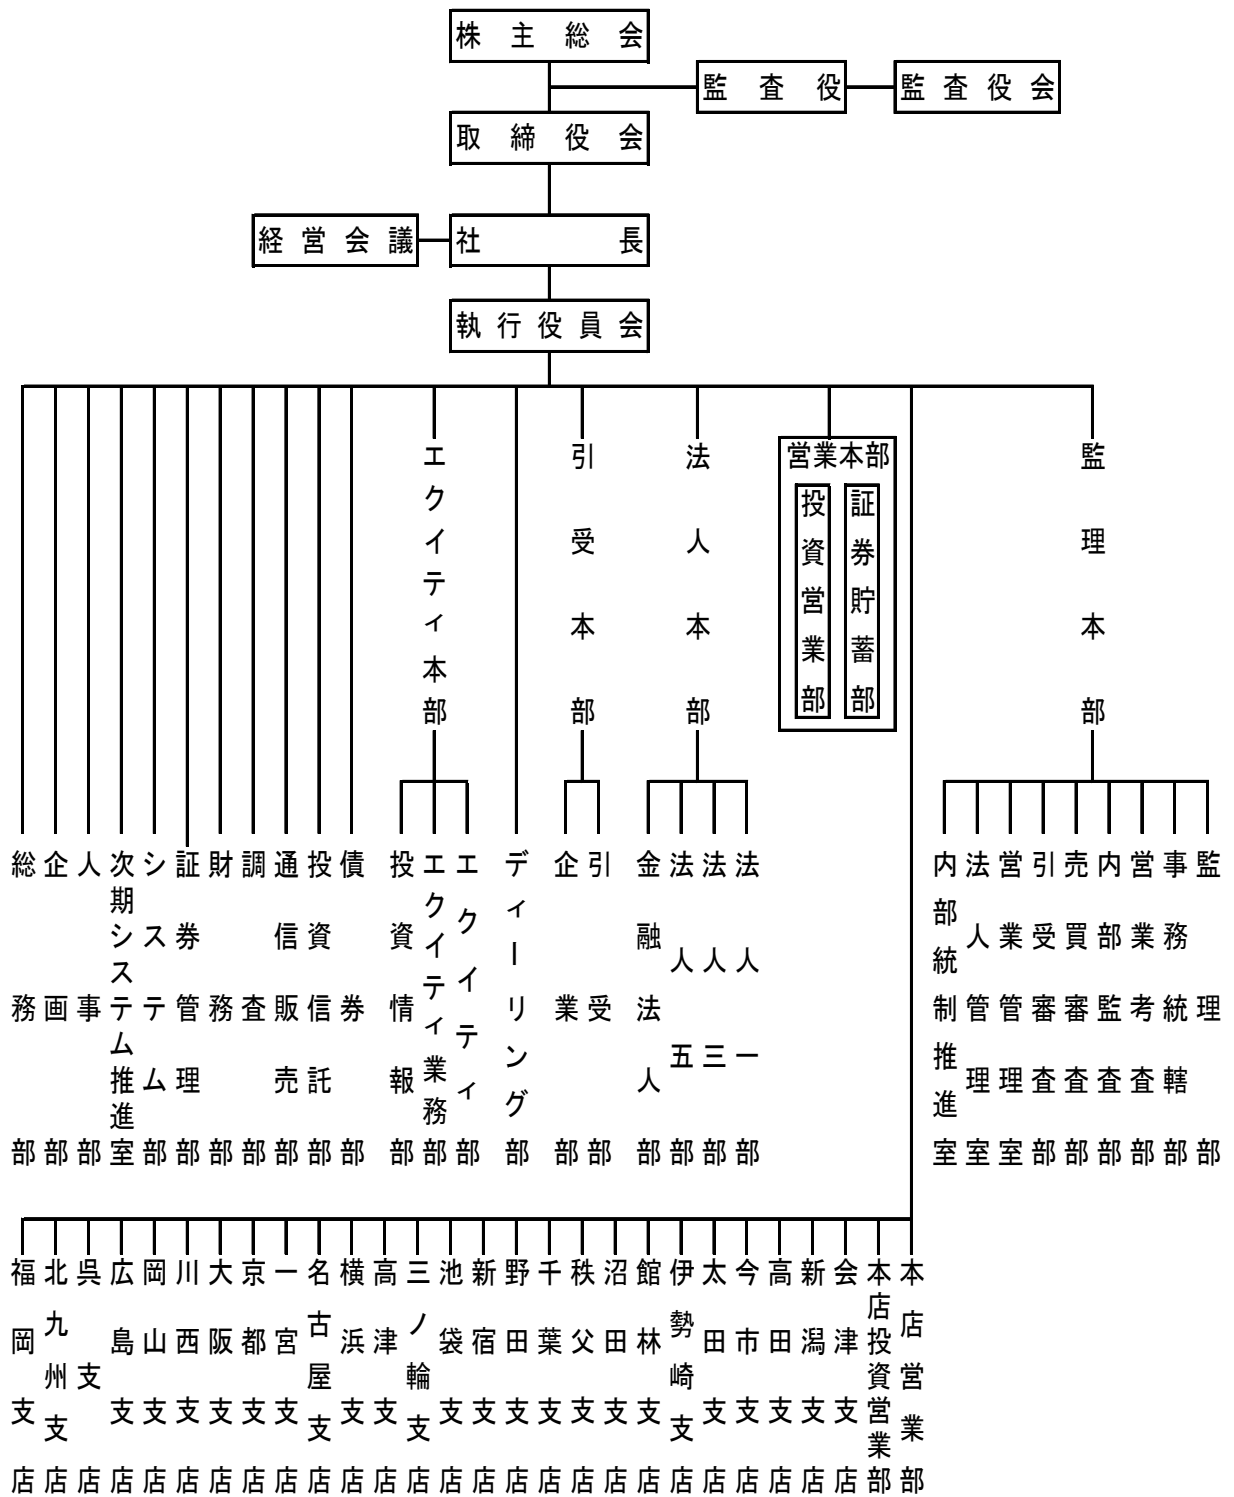 株主総会
監査役
監査役会
取締役会
経営会議
社長
執行役員会
エクイティ本部
引受本部
法人本部
営業本部
投資営業部
証券貯蓄部
監理本部
総務部
企画部
人事部
次期システム推進室
システム部
証券管理部
財務部
調査部
通信販売部
投資信託部
債券部
投資情報部
エクイティ業務部
エクイティ部
ディーリング部
企業部
引受部
金融法人部
法人五部
法人三部
法人一部
内部統制推進室
法人管理室
営業管理室
引受審査部
売買審査部
内部監査部
営業考査部
事務統轄部
監理部
福岡支店
北九州支店
呉支店
広島支店
岡山支店
川西支店
大阪支店
京都支店
一宮支店
名古屋支店
横浜支店
高津支店
三ノ輪支店
池袋支店
新宿支店
野田支店
千葉支店
秩父支店
沼田支店
館林支店
伊勢崎支店
太田支店
今市支店
高田支店
新潟支店
会津支店
本店投資営業部
本店営業部